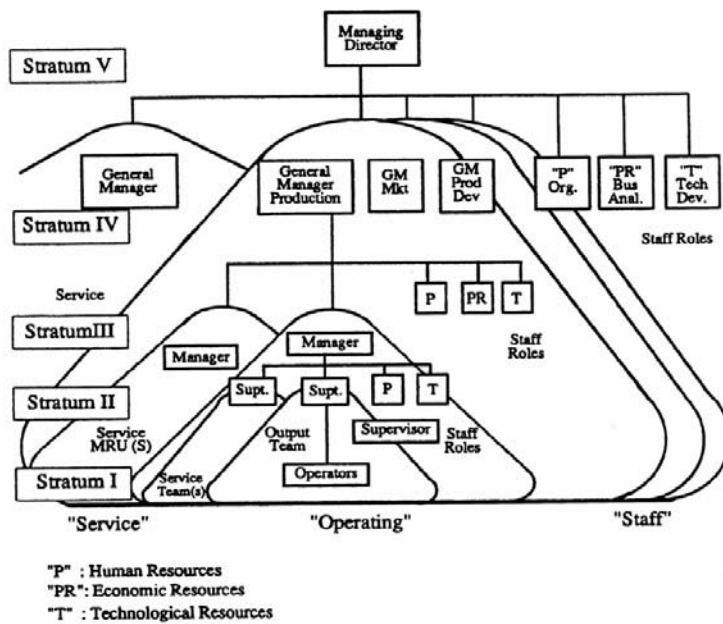 Managing
Director
Stratum V
General
Manager
General
Manager
Production
GM
Mkt
GM
Prod
Dev
"P"
Org.
"PR"
Bus
Anal.
"T"
Tech
Dev.
Stratum IV
Staff Roles
Service
P
PR
T
StratumIII
Staff
Roles
Manager
Manager
Stratum II
Supt.
Supt.
P
T
Service
MRU (S)
Output
Team
Supervisor
Staff
Roles
Stratum I
Service
Team(s)
Operators
"Service"
"Operating"
"Staff"
"P" : Human Resources
"PR": Economic Resources
"T" : Technological Resources